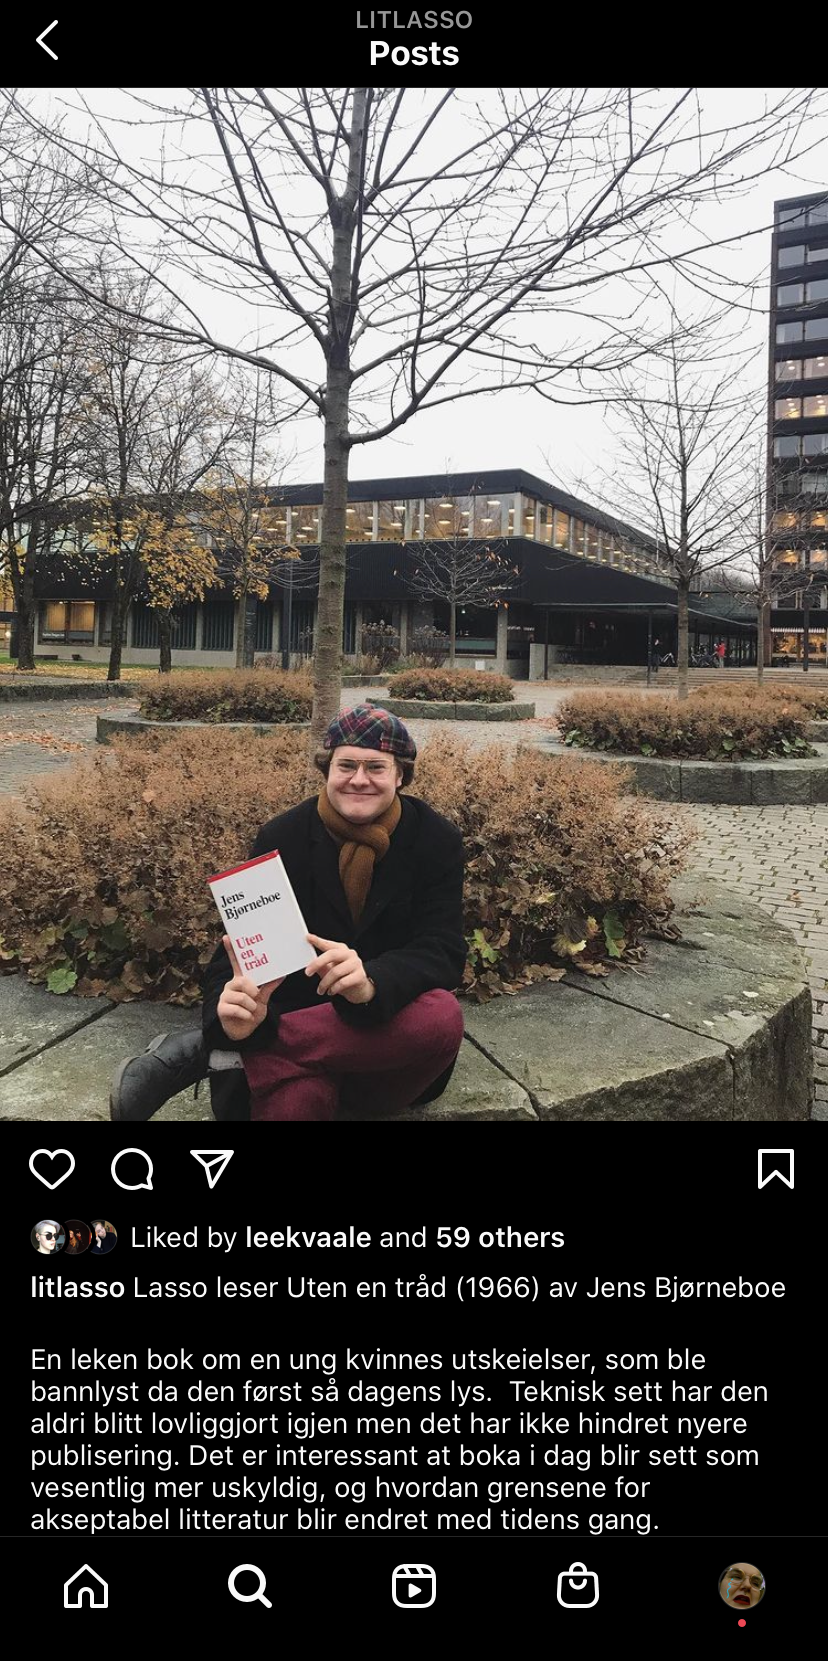 LITLASSO
Posts
Jens
Bjørneboe
Uten
en
tråd
Liked by leekvaale and 59 others
litlasso Lasso leser Uten en tråd (1966) av Jens Bjørneboe
En leken bok om en ung kvinnes utskeielser, som ble
bannlyst da den først så dagens lys.  Teknisk sett har den
aldri blitt lovliggjort igjen men det har ikke hindret nyere
publisering. Det er interessant at boka i dag blir sett som
vesentlig mer uskyldig, og hvordan grensene for
akseptabel litteratur blir endret med tidens gang.